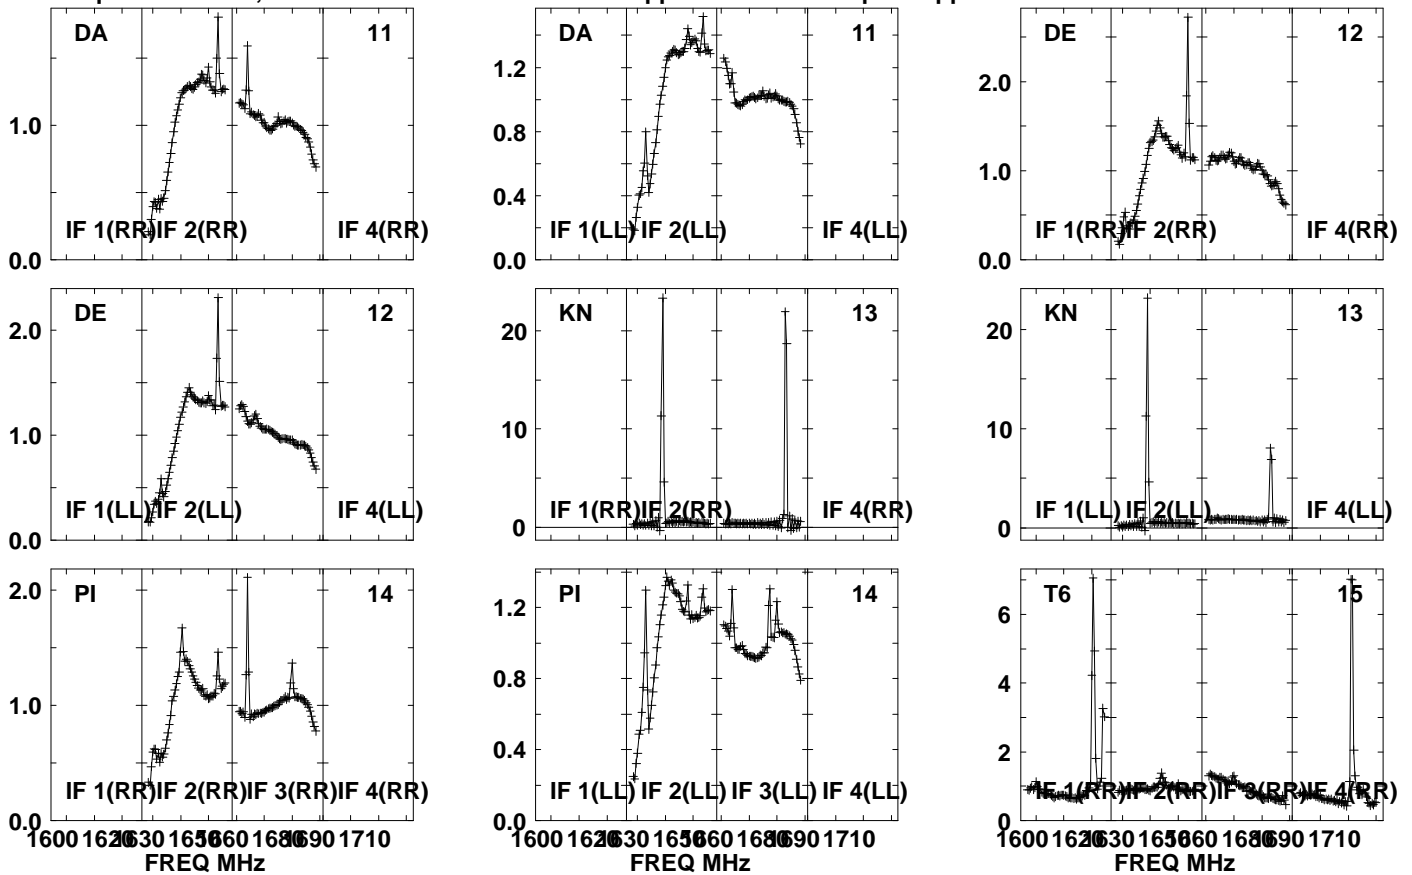 DA 11 DA 11 DE 12
1.0 1.2 2.0
0.8 1.0
0.4
IF 1(RR) IF 2(RR) IF 4(RR) IF 1(LL) IF 2(LL) IF 4(LL) IF 1(RR) IF 2(RR) IF 4(RR)
0.0 0.0 0.0
DE 12 KN 13 KN 13
2.0 20 20
1.0 10 10
IF 1(LL) IF 2(LL) IF 4(LL) IF 1(RR) IF 2(RR) IF 4(RR) IF 1(LL) IF 2(LL) IF 4(LL)
0.0 0 0
PI 14 PI 14 T6 15
2.0 1.2 6
1.0 0.8 4
0.4 2
IF 1(RR) IF 2(RR) IF 3(RR) IF 4(RR) IF 1(LL) IF 2(LL) IF 3(LL) IF 4(LL) IF 1(RR) IF 2(RR) IF 3(RR) IF 4(RR)
0.0 0.0 0
1600 1620 1630 1650 1660 1680 1690 1710 1600 1620 1630 1650 1660 1680 1690 1710 1600 1620 1630 1650 1660 1680 1690 1710
FREQ MHz FREQ MHz FREQ MHz